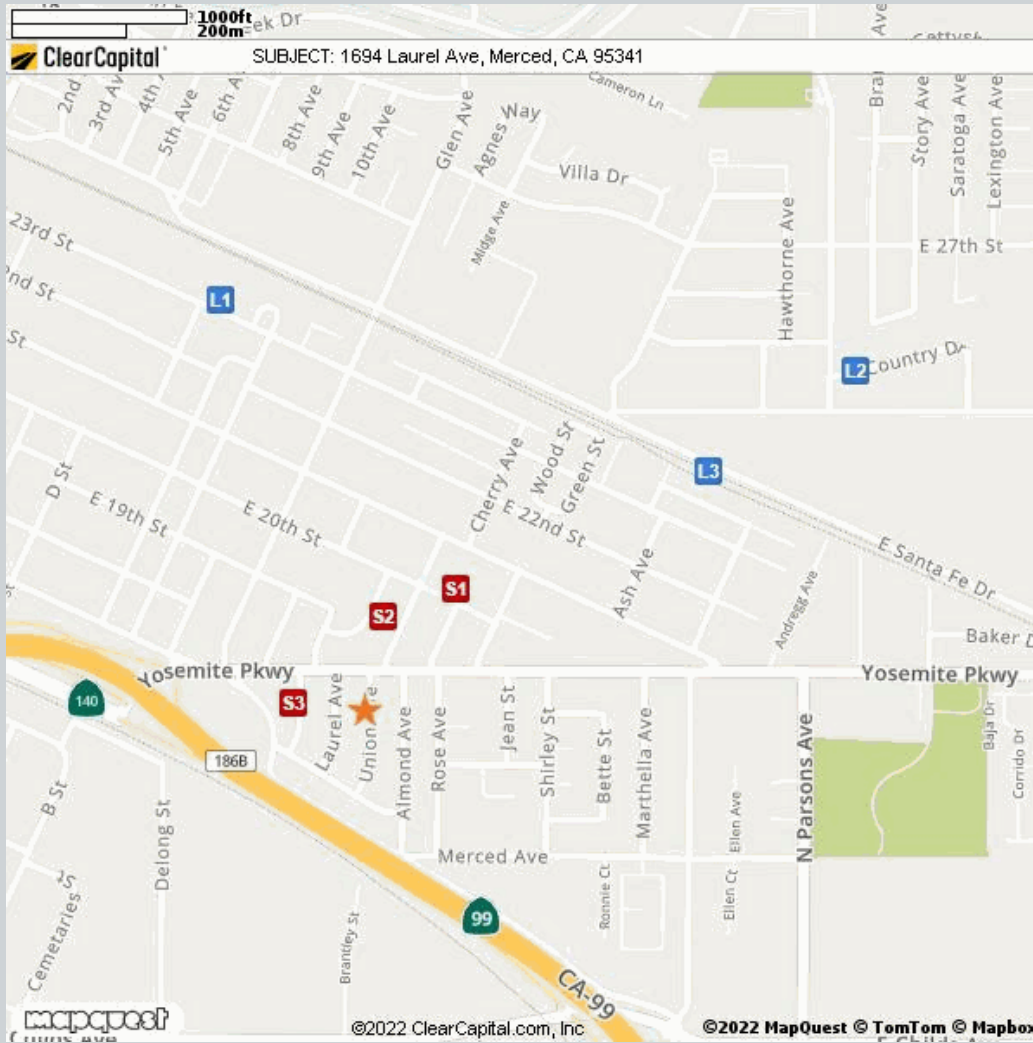 1000ft
200m
ek Dr
ClearCapital
SUBJECT: 1694 Laurel Ave, Merced, CA 95341
2nd
3rd Av
4th A
5th Ave
6th A
8th Ave
9th Ave
10th Ave
Glen Ave
Agnes Way
Cameron Ln
Villa Dr
Midge Ave
Hawthorne Ave
Story Ave
Saratoga Ave
Lexington Ave
E 27th St
23rd St
2nd St
St
L1
L2
Country Dr
L3
D St
E 19th St
E 20th St
Cherry Ave
Wood St
Green St
E 22nd St
Ash Ave
Andregg Ave
E Santa Fe Dr
Baker D
S1
S2
Yosemite Pkwy
Yosemite Pkwy
S3
140
186B
Laurel Ave
Union
Almond Ave
Rose Ave
Jean St
Shirley St
Bette St
Marthella Ave
Ellen Ave
N Parsons Ave
Baja Dr
Corrido Dr
B St
Delong St
Merced Ave
Ronnie Ct
Ellen Ct
Cemetaries
Brantley St
99
CA-99
mapquest
©2022 ClearCapital.com, Inc
©2022 MapQuest © TomTom © Mapbox